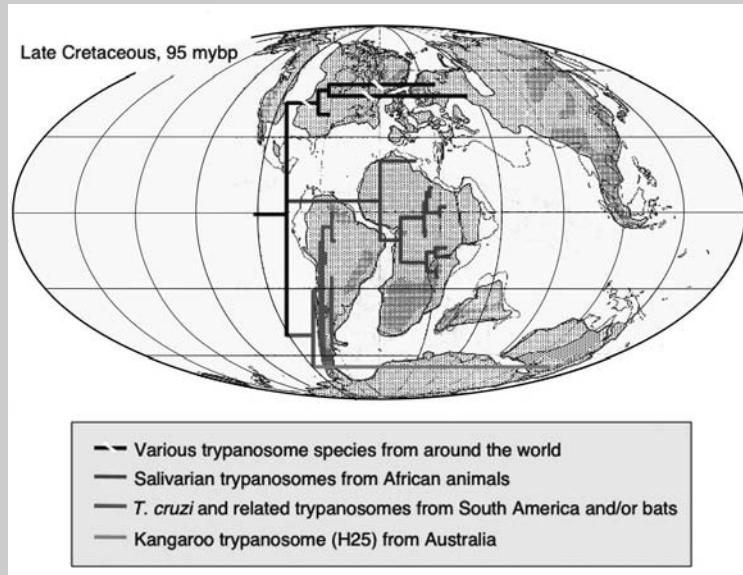 Late Cretaceous, 95 mybp
Various trypanosome species from around the world
Salivarian trypanosomes from African animals
T. cruzi and related trypanosomes from South America and/or bats
Kangaroo trypanosome (H25) from Australia